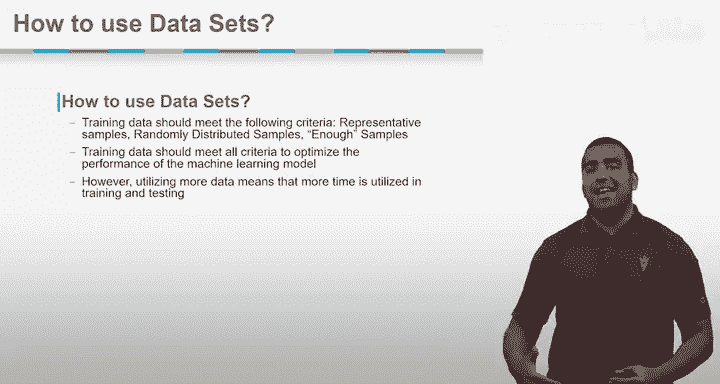 How to use Data Sets?
How to use Data Sets?
– Training data should meet the following criteria: Representative
samples, Randomly Distributed Samples, “Enough” Samples
– Training data should meet all criteria to optimize the
performance of the machine learning model
– However, utilizing more data means that more time is utilized in
training and testing